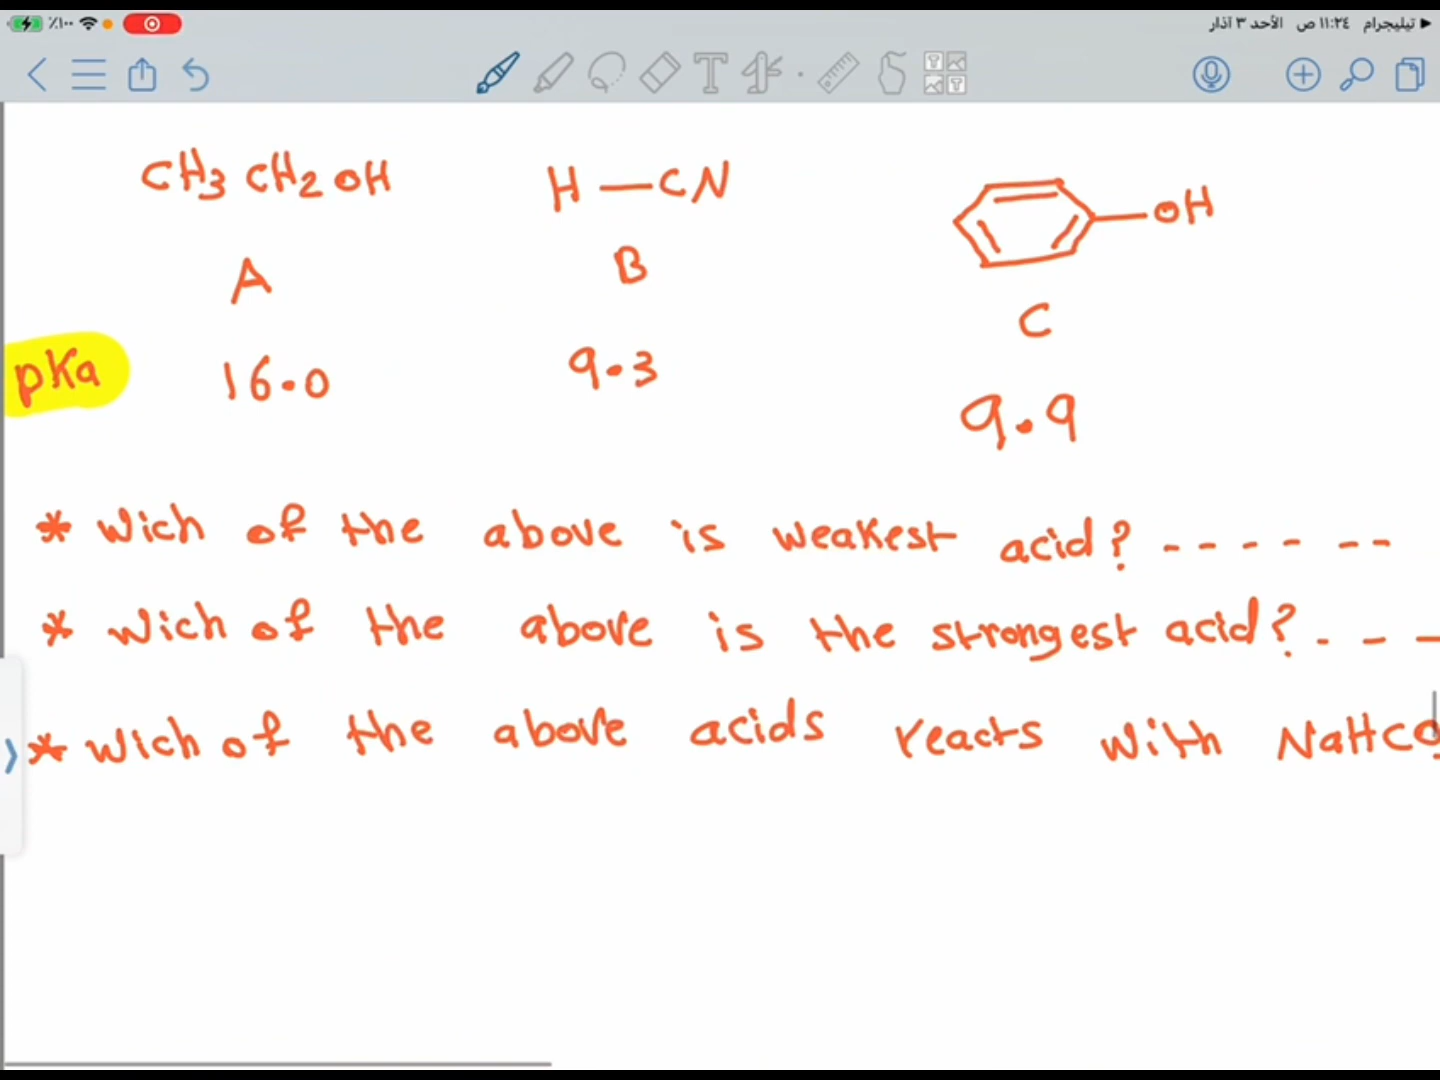 ٪١٠٠
◀ تيليجرام ١١:٢٤ ص الأحد ٣ آذار
CH3 CH2 OH H — CN — OH
A B C
pKa 16.0 9.3 9.9
* Wich of the above is weakest acid? ------
* Wich of the above is the strongest acid? - - -
* Wich of the above acids reacts with NaHCO